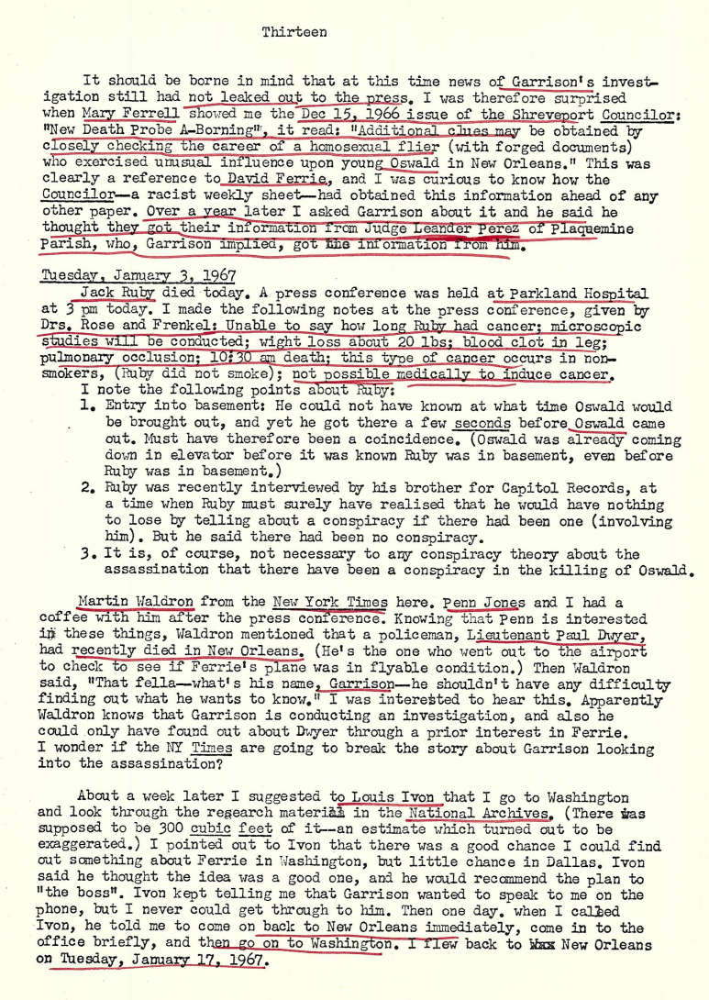 Thirteen
It should be borne in mind that at this time news of Garrison's invest-
igation still had not leaked out to the press. I was therefore surprised
when Mary Ferrell showed me the Dec 15, 1966 issue of the Shreveport Councilor:
"New Death Probe A-Borning", it read: "Additional clues may be obtained by
closely checking the career of a homosexual flier (with forged documents)
who exercised unusual influence upon young Oswald in New Orleans." This was
clearly a reference to David Ferrie, and I was curious to know how the
Councilor—a racist weekly sheet—had obtained this information ahead of any
other paper. Over a year later I asked Garrison about it and he said he
thought they got their information from Judge Leander Perez of Plaquemine
Parish, who, Garrison implied, got the information from him.
Tuesday, January 3, 1967
Jack Ruby died today. A press conference was held at Parkland Hospital
at 3 pm today. I made the following notes at the press conference, given by
Drs. Rose and Frenkel: Unable to say how long Ruby had cancer; microscopic
studies will be conducted; wight loss about 20 lbs; blood clot in leg;
pulmonary occlusion; 10:30 am death; this type of cancer occurs in non-
smokers, (Ruby did not smoke); not possible medically to induce cancer.
I note the following points about Ruby:
1. Entry into basement: He could not have known at what time Oswald would
be brought out, and yet he got there a few seconds before Oswald came
out. Must have therefore been a coincidence. (Oswald was already coming
down in elevator before it was known Ruby was in basement, even before
Ruby was in basement.)
2. Ruby was recently interviewed by his brother for Capitol Records, at
a time when Ruby must surely have realised that he would have nothing
to lose by telling about a conspiracy if there had been one (involving
him). But he said there had been no conspiracy.
3. It is, of course, not necessary to any conspiracy theory about the
assassination that there have been a conspiracy in the killing of Oswald.
Martin Waldron from the New York Times here. Penn Jones and I had a
coffee with him after the press conference. Knowing that Penn is interested
in these things, Waldron mentioned that a policeman, Lieutenant Paul Dwyer,
had recently died in New Orleans. (He's the one who went out to the airport
to check to see if Ferrie's plane was in flyable condition.) Then Waldron
said, "That fella—what's his name, Garrison—he shouldn't have any difficulty
finding out what he wants to know." I was interested to hear this. Apparently
Waldron knows that Garrison is conducting an investigation, and also he
could only have found out about Dwyer through a prior interest in Ferrie.
I wonder if the NY Times are going to break the story about Garrison looking
into the assassination?
About a week later I suggested to Louis Ivon that I go to Washington
and look through the research material in the National Archives. (There was
supposed to be 300 cubic feet of it—an estimate which turned out to be
exaggerated.) I pointed out to Ivon that there was a good chance I could find
out something about Ferrie in Washington, but little chance in Dallas. Ivon
said he thought the idea was a good one, and he would recommend the plan to
"the boss". Ivon kept telling me that Garrison wanted to speak to me on the
phone, but I never could get through to him. Then one day. when I called
Ivon, he told me to come on back to New Orleans immediately, come in to the
office briefly, and then go on to Washington. I flew back to New Orleans
on Tuesday, January 17, 1967.